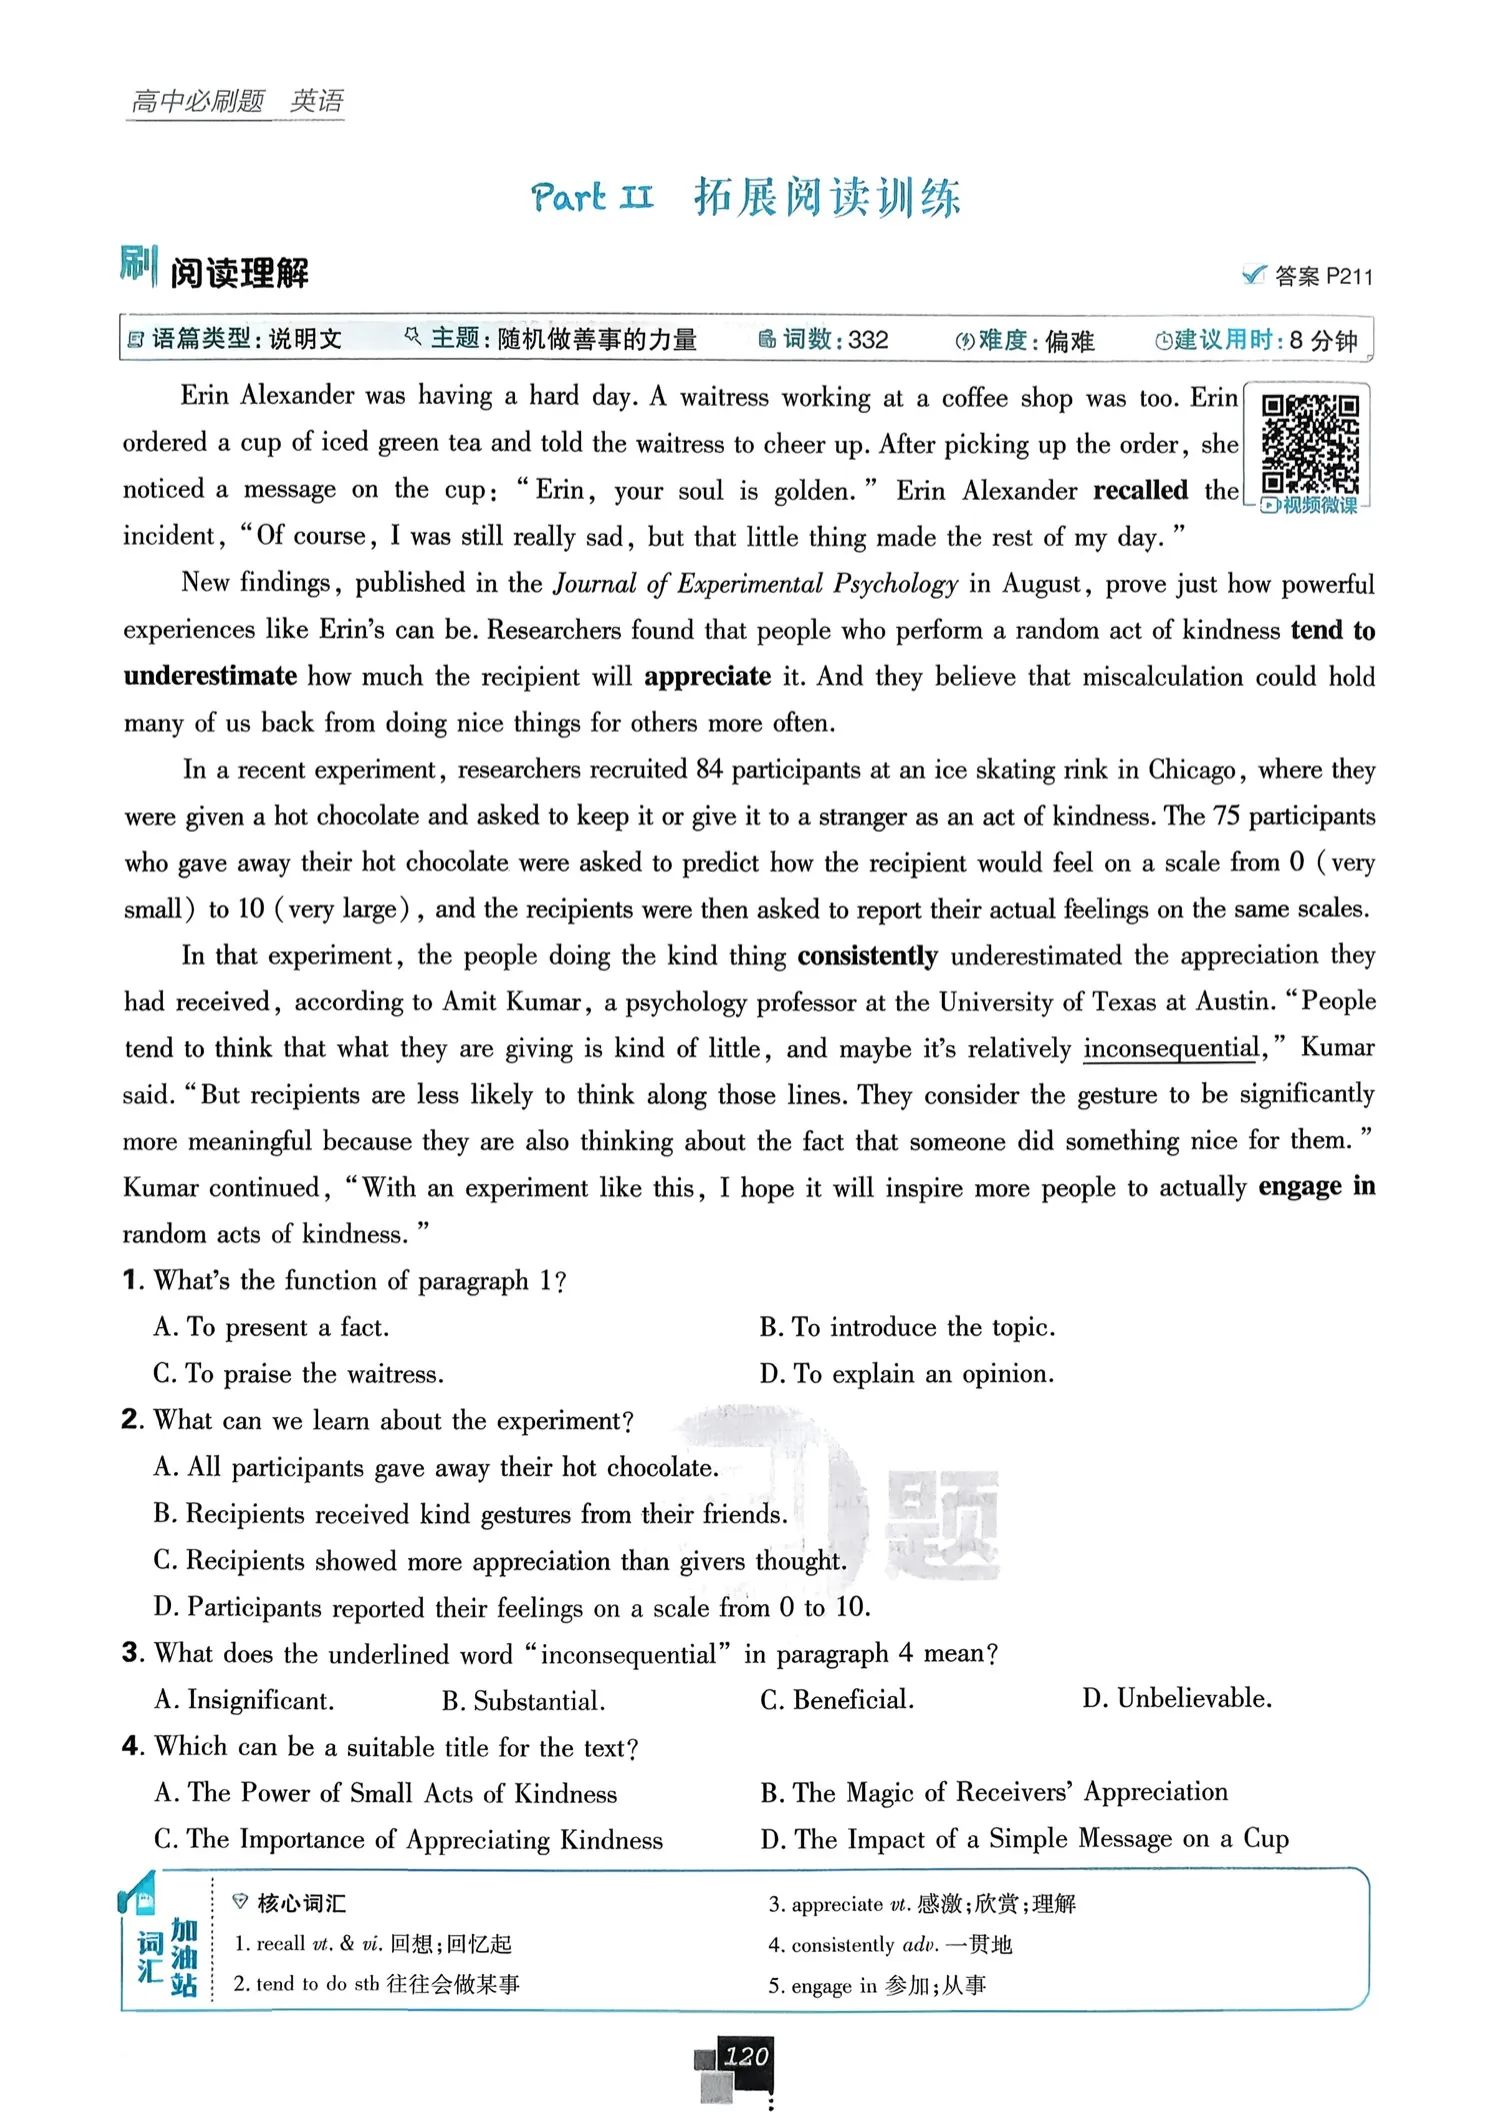 高中必刷题 英语
Part II 拓展阅读训练
刷 阅读理解
答案 P211
语篇类型：说明文 主题：随机做善事的力量 词数：332 难度：偏难 建议用时：8 分钟
Erin Alexander was having a hard day. A waitress working at a coffee shop was too. Erin
ordered a cup of iced green tea and told the waitress to cheer up. After picking up the order, she
noticed a message on the cup: “Erin, your soul is golden.” Erin Alexander recalled the
视频微课
incident, “Of course, I was still really sad, but that little thing made the rest of my day.”
New findings, published in the Journal of Experimental Psychology in August, prove just how powerful
experiences like Erin’s can be. Researchers found that people who perform a random act of kindness tend to
underestimate how much the recipient will appreciate it. And they believe that miscalculation could hold
many of us back from doing nice things for others more often.
In a recent experiment, researchers recruited 84 participants at an ice skating rink in Chicago, where they
were given a hot chocolate and asked to keep it or give it to a stranger as an act of kindness. The 75 participants
who gave away their hot chocolate were asked to predict how the recipient would feel on a scale from 0 (very
small) to 10 (very large), and the recipients were then asked to report their actual feelings on the same scales.
In that experiment, the people doing the kind thing consistently underestimated the appreciation they
had received, according to Amit Kumar, a psychology professor at the University of Texas at Austin. “People
tend to think that what they are giving is kind of little, and maybe it’s relatively inconsequential,” Kumar
said. “But recipients are less likely to think along those lines. They consider the gesture to be significantly
more meaningful because they are also thinking about the fact that someone did something nice for them.”
Kumar continued, “With an experiment like this, I hope it will inspire more people to actually engage in
random acts of kindness.”
1. What’s the function of paragraph 1?
A. To present a fact. B. To introduce the topic.
C. To praise the waitress. D. To explain an opinion.
2. What can we learn about the experiment?
A. All participants gave away their hot chocolate.
B. Recipients received kind gestures from their friends.
C. Recipients showed more appreciation than givers thought.
D. Participants reported their feelings on a scale from 0 to 10.
题
3. What does the underlined word “inconsequential” in paragraph 4 mean?
A. Insignificant. B. Substantial. C. Beneficial. D. Unbelievable.
4. Which can be a suitable title for the text?
A. The Power of Small Acts of Kindness B. The Magic of Receivers’ Appreciation
C. The Importance of Appreciating Kindness D. The Impact of a Simple Message on a Cup
词汇加油站
核心词汇
1. recall vt. & vi. 回想；回忆起
2. tend to do sth 往往会做某事
3. appreciate vt. 感激；欣赏；理解
4. consistently adv. 一贯地
5. engage in 参加；从事
120